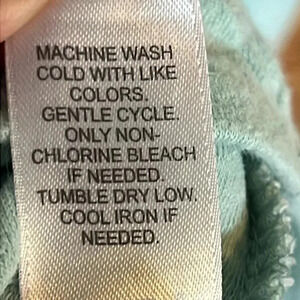 MACHINE WASH
COLD WITH LIKE
COLORS.
GENTLE CYCLE.
ONLY NON-
CHLORINE BLEACH
IF NEEDED.
TUMBLE DRY LOW.
COOL IRON IF
NEEDED.